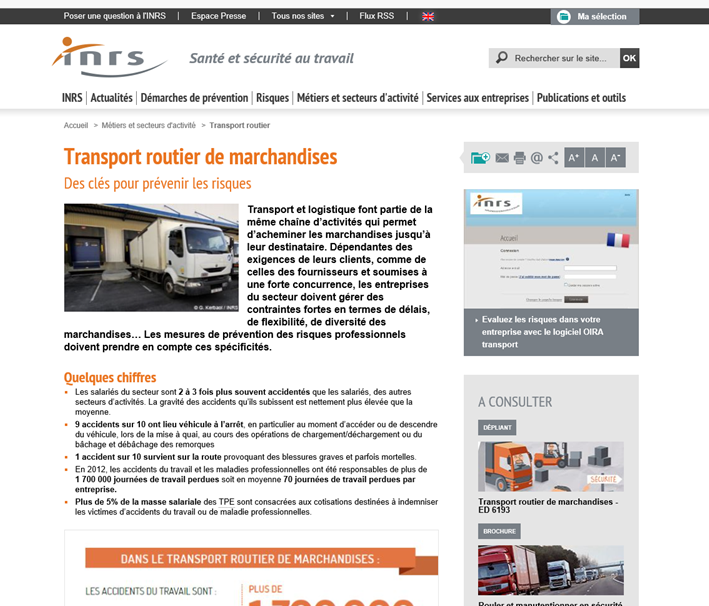 Poser une question à l'INRS | Espace Presse | Tous nos sites | Flux RSS |
Ma sélection
inrs
Santé et sécurité au travail
Rechercher sur le site...
OK
INRS | Actualités | Démarches de prévention | Risques | Métiers et secteurs d'activité | Services aux entreprises | Publications et outils
Accueil > Métiers et secteurs d'activité > Transport routier
Transport routier de marchandises
Des clés pour prévenir les risques
© G. Kerbaol / INRS
Transport et logistique font partie de la
même chaîne d'activités qui permet
d'acheminer les marchandises jusqu'à
leur destinataire. Dépendantes des
exigences de leurs clients, comme de
celles des fournisseurs et soumises à
une forte concurrence, les entreprises
du secteur doivent gérer des
contraintes fortes en termes de délais,
de flexibilité, de diversité des
marchandises… Les mesures de prévention des risques professionnels
doivent prendre en compte ces spécificités.
Quelques chiffres
Les salariés du secteur sont 2 à 3 fois plus souvent accidentés que les salariés, des autres
secteurs d'activités. La gravité des accidents qu'ils subissent est nettement plus élevée que la
moyenne.
9 accidents sur 10 ont lieu véhicule à l'arrêt, en particulier au moment d'accéder ou de descendre
du véhicule, lors de la mise à quai, au cours des opérations de chargement/déchargement ou du
bâchage et débâchage des remorques
1 accident sur 10 survient sur la route provoquant des blessures graves et parfois mortelles.
En 2012, les accidents du travail et les maladies professionnelles ont été responsables de plus de
1 700 000 journées de travail perdues soit en moyenne 70 journées de travail perdues par
entreprise.
Plus de 5% de la masse salariale des TPE sont consacrées aux cotisations destinées à indemniser
les victimes d'accidents du travail ou de maladie professionnelles.
DANS LE TRANSPORT ROUTIER DE MARCHANDISES :
LES ACCIDENTS DU TRAVAIL SONT :
PLUS DE
1 700 000
A+ A A-
inrs
Accueil
Evaluez les risques dans votre
entreprise avec le logiciel OIRA
transport
A CONSULTER
DÉPLIANT
SÉCURITÉ
Transport routier de marchandises -
ED 6193
BROCHURE
Rouler et manutentionner en sécurité